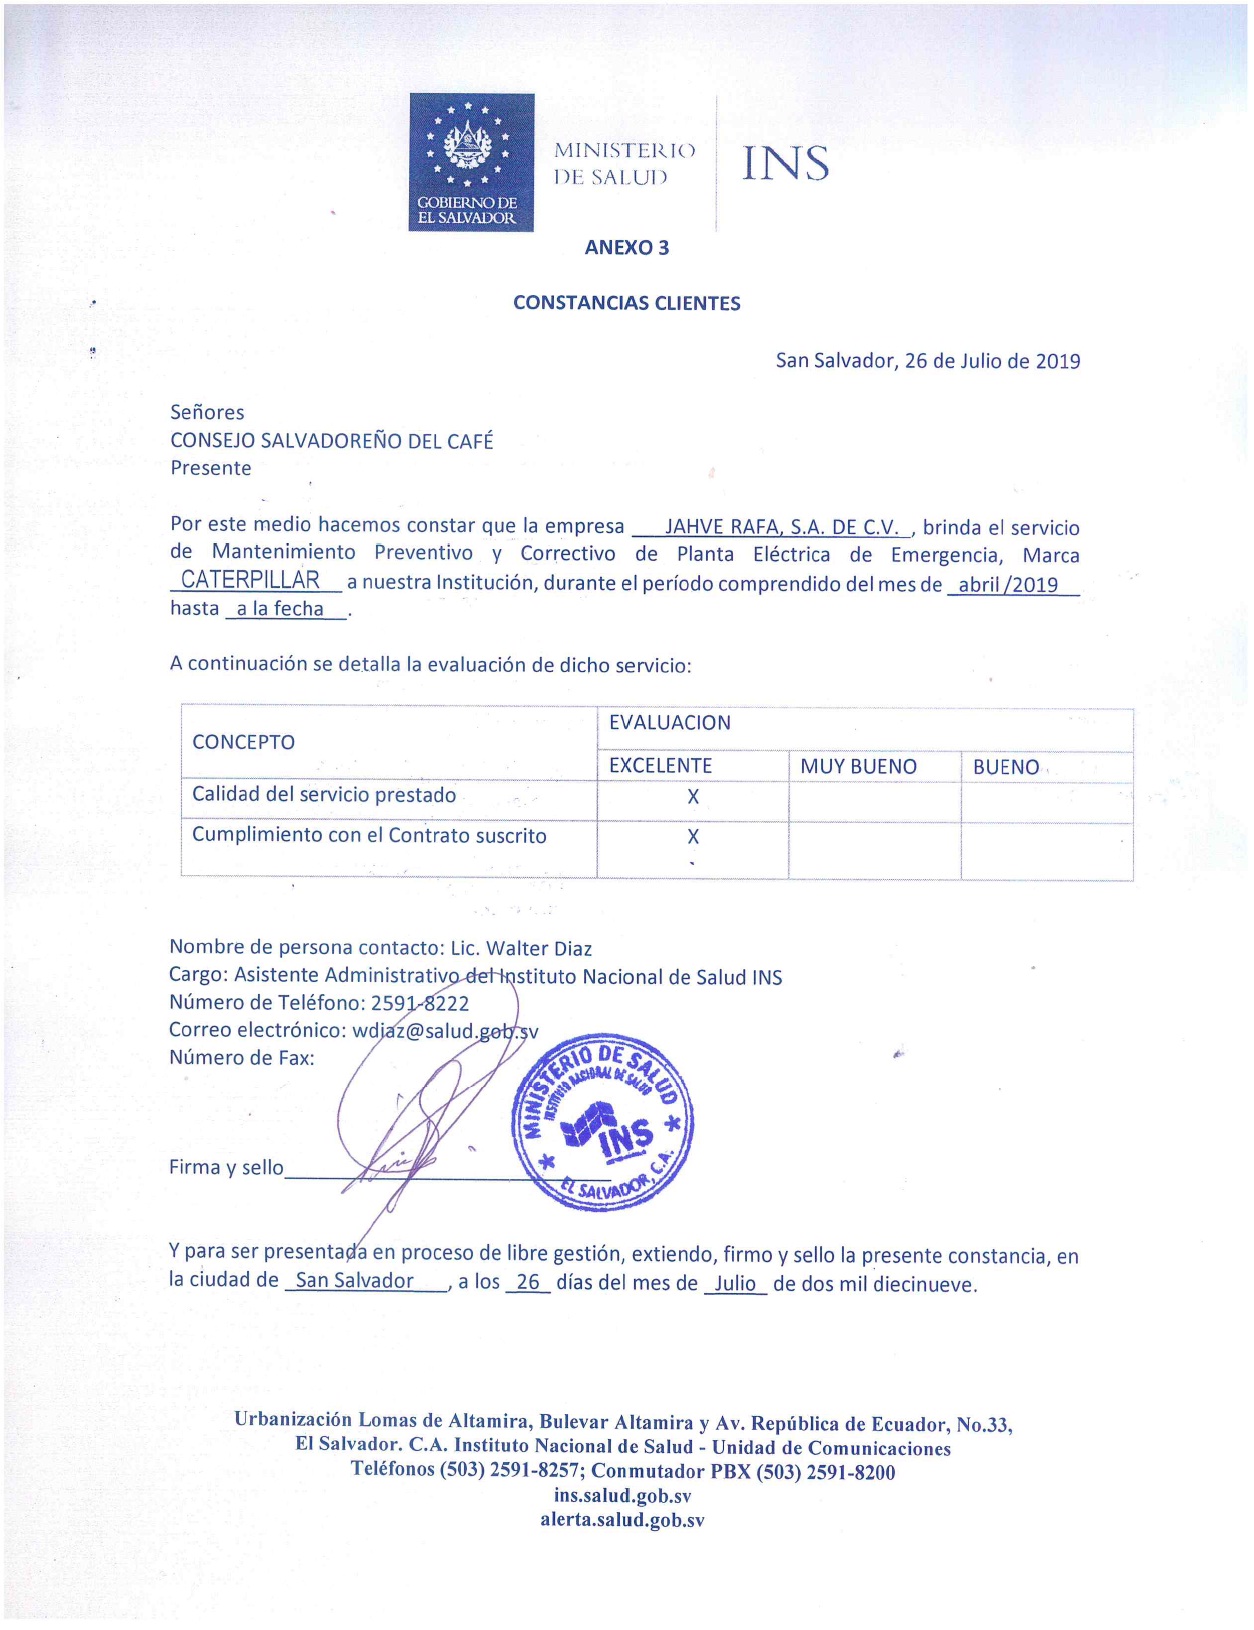 GOBIERNO DE
EL SALVADOR
MINISTERIO
DE SALUD
INS
ANEXO 3
CONSTANCIAS CLIENTES
San Salvador, 26 de Julio de 2019
Señores
CONSEJO SALVADOREÑO DEL CAFÉ
Presente
Por este medio hacemos constar que la empresa JAHVE RAFA, S.A. DE C.V. , brinda el servicio
de Mantenimiento Preventivo y Correctivo de Planta Eléctrica de Emergencia, Marca
CATERPILLAR a nuestra Institución, durante el período comprendido del mes de abril /2019
hasta a la fecha .
A continuación se detalla la evaluación de dicho servicio:
CONCEPTO
EVALUACION
EXCELENTE MUY BUENO BUENO
Calidad del servicio prestado X
Cumplimiento con el Contrato suscrito X
Nombre de persona contacto: Lic. Walter Diaz
Cargo: Asistente Administrativo del Instituto Nacional de Salud INS
Número de Teléfono: 2591-8222
Correo electrónico: wdiaz@salud.gob.sv
Número de Fax:
MINISTERIO DE SALUD
INSTITUTO NACIONAL DE SALUD
INS
EL SALVADOR, C.A.
Firma y sello
Y para ser presentada en proceso de libre gestión, extiendo, firmo y sello la presente constancia, en
la ciudad de San Salvador , a los 26 días del mes de Julio de dos mil diecinueve.
Urbanización Lomas de Altamira, Bulevar Altamira y Av. República de Ecuador, No.33,
El Salvador. C.A. Instituto Nacional de Salud - Unidad de Comunicaciones
Teléfonos (503) 2591-8257; Conmutador PBX (503) 2591-8200
ins.salud.gob.sv
alerta.salud.gob.sv